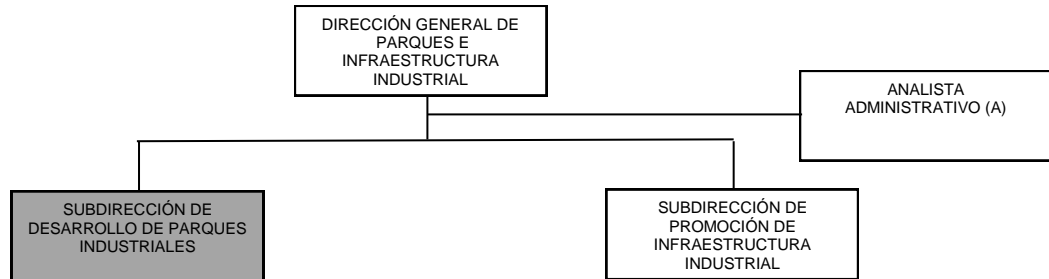 DIRECCIÓN GENERAL DE
PARQUES E
INFRAESTRUCTURA
INDUSTRIAL
ANALISTA
ADMINISTRATIVO (A)
SUBDIRECCIÓN DE
DESARROLLO DE PARQUES
INDUSTRIALES
SUBDIRECCIÓN DE
PROMOCIÓN DE
INFRAESTRUCTURA
INDUSTRIAL